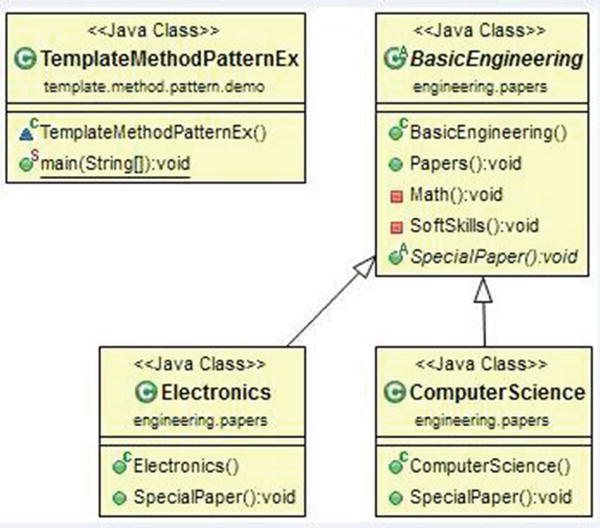 <<Java Class>>
TemplateMethodPatternEx
template.method.pattern.demo
TemplateMethodPatternEx()
main(String[]):void
<<Java Class>>
BasicEngineering
engineering.papers
BasicEngineering()
Papers():void
Math():void
SoftSkills():void
SpecialPaper():void
<<Java Class>>
Electronics
engineering.papers
Electronics()
SpecialPaper():void
<<Java Class>>
ComputerScience
engineering.papers
ComputerScience()
SpecialPaper():void